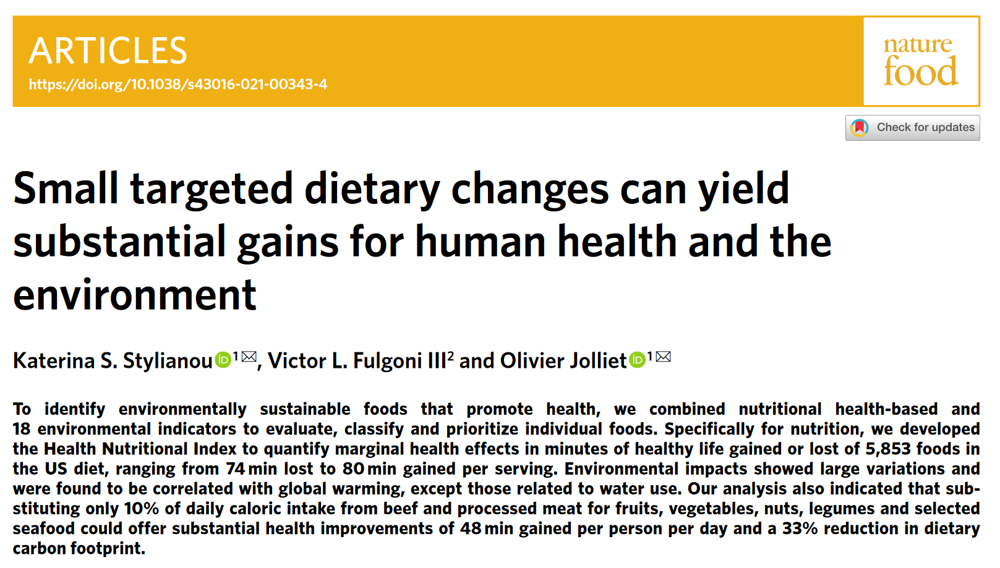 ARTICLES
https://doi.org/10.1038/s43016-021-00343-4
nature
food
Check for updates
Small targeted dietary changes can yield
substantial gains for human health and the
environment
Katerina S. Stylianou iD 1✉, Victor L. Fulgoni III2 and Olivier Jolliet iD 1✉
To identify environmentally sustainable foods that promote health, we combined nutritional health-based and
18 environmental indicators to evaluate, classify and prioritize individual foods. Specifically for nutrition, we developed
the Health Nutritional Index to quantify marginal health effects in minutes of healthy life gained or lost of 5,853 foods in
the US diet, ranging from 74 min lost to 80 min gained per serving. Environmental impacts showed large variations and
were found to be correlated with global warming, except those related to water use. Our analysis also indicated that sub-
stituting only 10% of daily caloric intake from beef and processed meat for fruits, vegetables, nuts, legumes and selected
seafood could offer substantial health improvements of 48 min gained per person per day and a 33% reduction in dietary
carbon footprint.